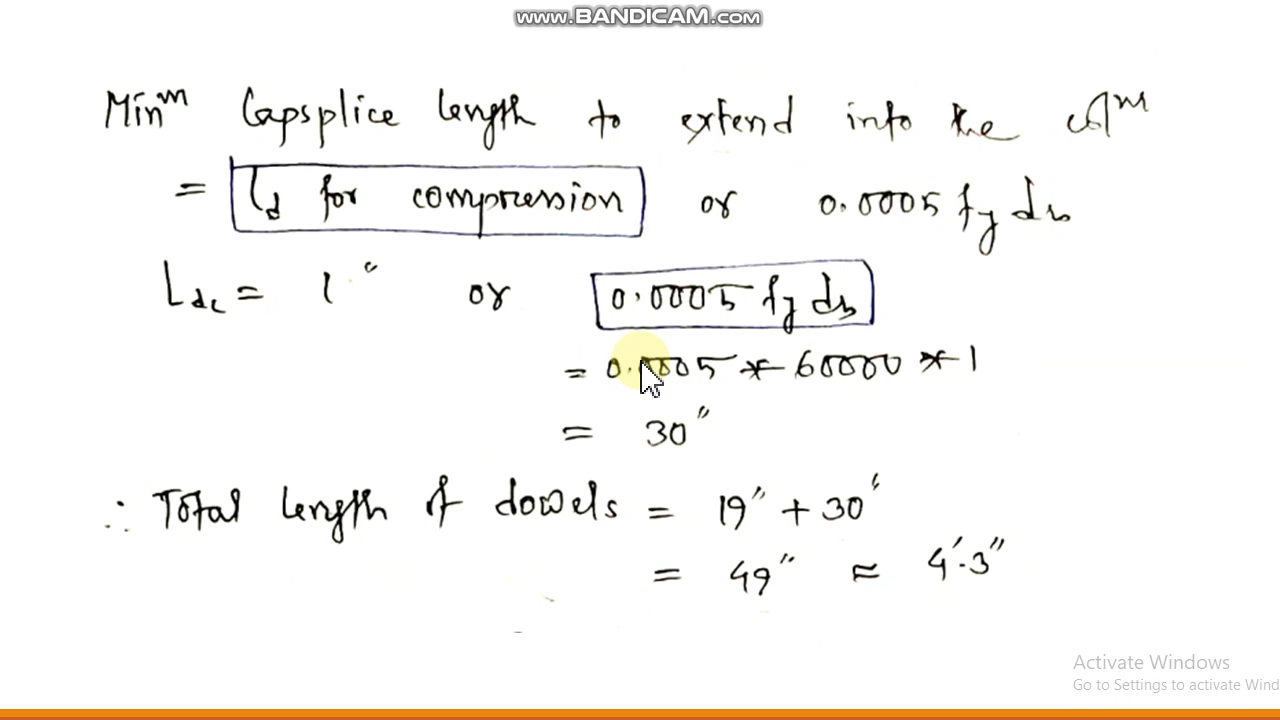 www.BANDICAM.com
Min^m Lapsplice length to extend into the col^m
= ld for compression or 0.0005 fy db
Ldc = 1" or 0.0005 fy db
= 0.0005 * 60000 * 1
= 30"
∴ Total length of dowels = 19" + 30"
= 49" ≈ 4'-3"
Activate Windows
Go to Settings to activate Wind